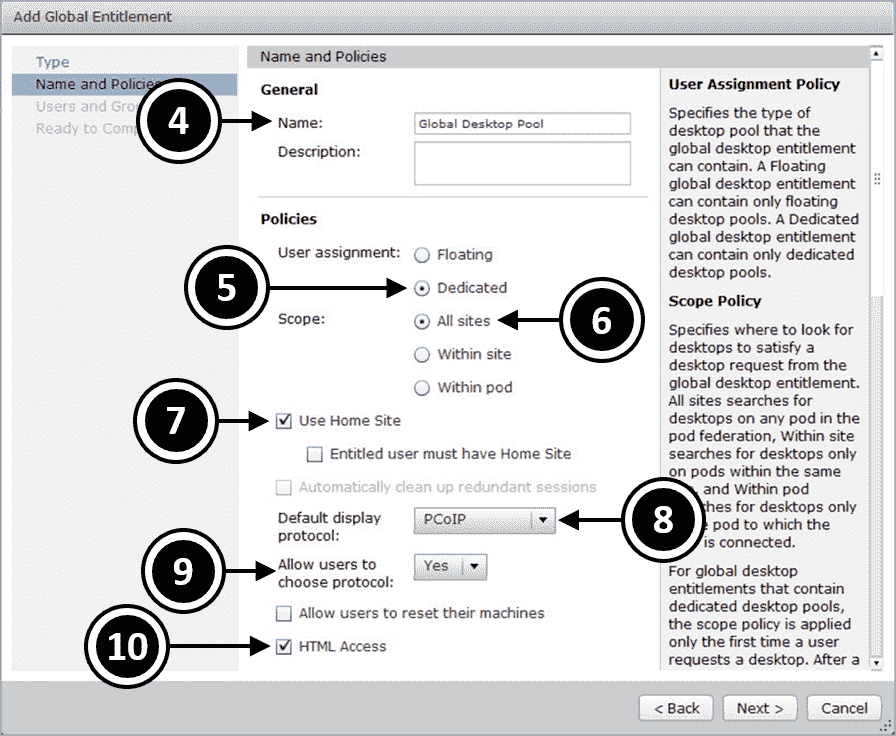 Add Global Entitlement
Type
Name and Policies
Users and Gro
Ready to Comp
Name and Policies
General
4
Name:
Global Desktop Pool
Description:
Policies
User assignment:
Floating
5
Dedicated
Scope:
All sites
6
Within site
Within pod
7
Use Home Site
Entitled user must have Home Site
Automatically clean up redundant sessions
Default display
protocol:
PCoIP
8
9
Allow users to
choose protocol:
Yes
Allow users to reset their machines
10
HTML Access
User Assignment Policy
Specifies the type of
desktop pool that the
global desktop entitlement
can contain. A Floating
global desktop entitlement
can contain only floating
desktop pools. A Dedicated
global desktop entitlement
can contain only dedicated
desktop pools.
Scope Policy
Specifies where to look for
desktops to satisfy a
desktop request from the
global desktop entitlement.
All sites searches for
desktops on any pod in the
pod federation, Within site
searches for desktops only
on pods within the same
, and Within pod
hes for desktops only
pod to which the
is connected.
For global desktop
entitlements that contain
dedicated desktop pools,
the scope policy is applied
only the first time a user
requests a desktop. After a
< Back
Next >
Cancel